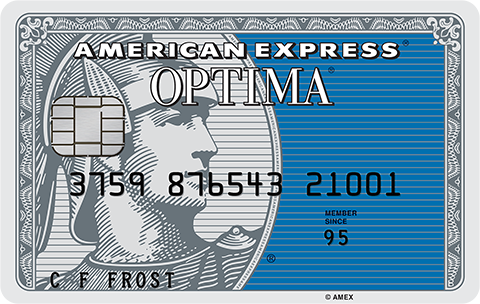 AMERICAN EXPRESS®
OPTIMA®
3759 876543 21001
MEMBER
SINCE
95
®
C F FROST
© AMEX